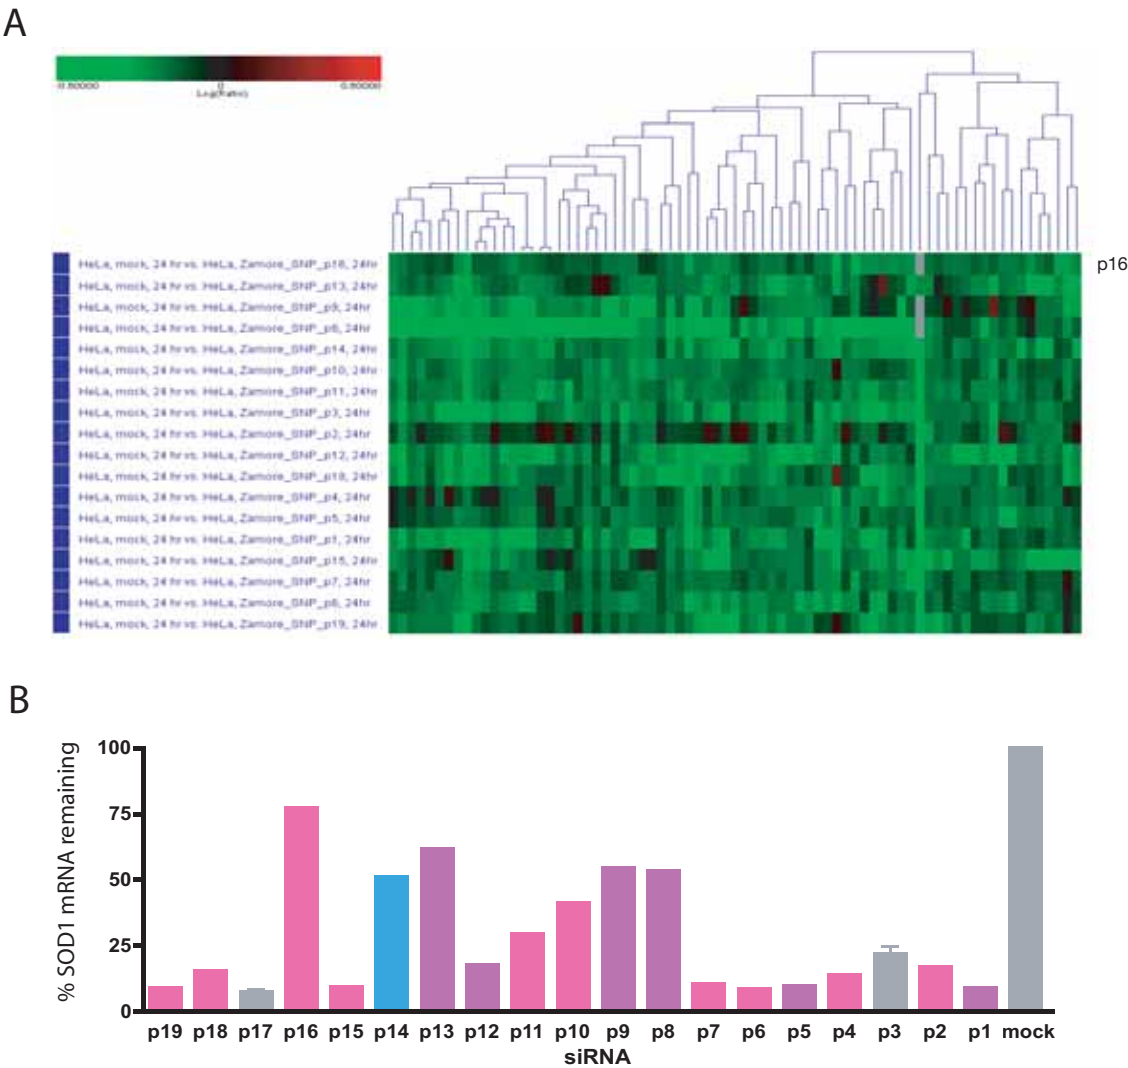 A
0
Log(Ratio)
HeLa, mock, 24 hr vs. HeLa, Zamore_SNP_p16, 24hr
p16
HeLa, mock, 24 hr vs. HeLa, Zamore_SNP_p13, 24hr
HeLa, mock, 24 hr vs. HeLa, Zamore_SNP_p9, 24hr
HeLa, mock, 24 hr vs. HeLa,
HeLa, mock, 24 hr vs. HeLa, Zamore_SNP_p14, 24hr
HeLa, mock, 24 hr vs. HeLa, Zamore_SNP_p10, 24hr
HeLa, mock, 24 hr vs. HeLa, Zamore_SNP_p11, 24hr
HeLa, mock, 24 hr vs. HeLa, Zamore_SNP_p3, 24hr
HeLa, mock, 24 hr vs. HeLa, Zamore_SNP_p2, 24hr
HeLa, mock, 24 hr vs. HeLa, Zamore_SNP_p12, 24hr
HeLa, mock, 24 hr vs. HeLa, Zamore_SNP_p18, 24hr
HeLa, mock, 24 hr vs. HeLa, Zamore_SNP_p4, 24hr
HeLa, mock, 24 hr vs. HeLa, Zamore_SNP_p5, 24hr
HeLa, mock, 24 hr vs. HeLa, Zamore_SNP_p1, 24hr
HeLa, mock, 24 hr vs. HeLa, Zamore_SNP_p15, 24hr
HeLa, mock, 24 hr vs. HeLa, Zamore_SNP_p7, 24hr
HeLa, mock, 24 hr vs. HeLa,
HeLa, mock, 24 hr vs. HeLa, Zamore_SNP_p19, 24hr
B
% SOD1 mRNA remaining
100
75
50
25
0
p19 p18 p17 p16 p15 p14 p13 p12 p11 p10 p9 p8 p7 p6 p5 p4 p3 p2 p1 mock
siRNA